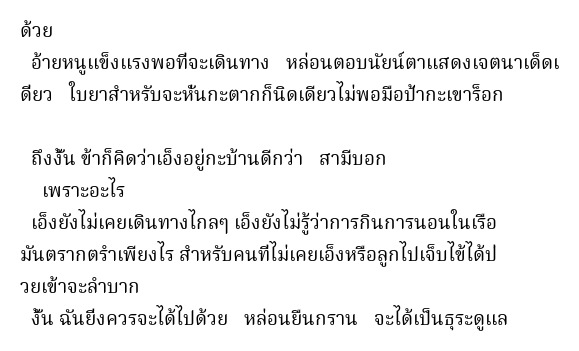 ด้วย
อ้ายหนูแข็งแรงพอที่จะเดินทาง หล่อนตอบนัยน์ตาแสดงเจตนาเด็ดเ
ดียว ใบยาสำหรับจะหั่นกะตากก็นิดเดียวไม่พอมือป้ากะเขาร็อก
ถึงงั้น ข้าก็คิดว่าเอ็งอยู่กะบ้านดีกว่า สามีบอก
เพราะอะไร
เอ็งยังไม่เคยเดินทางไกลๆ เอ็งยังไม่รู้ว่าการกินการนอนในเรือ
มันตรากตรำเพียงไร สำหรับคนที่ไม่เคยเอ็งหรือลูกไปเจ็บไข้ได้ป
วยเข้าจะลำบาก
งั้น ฉันยิ่งควรจะได้ไปด้วย หล่อนยืนกราน จะได้เป็นธุระดูแล